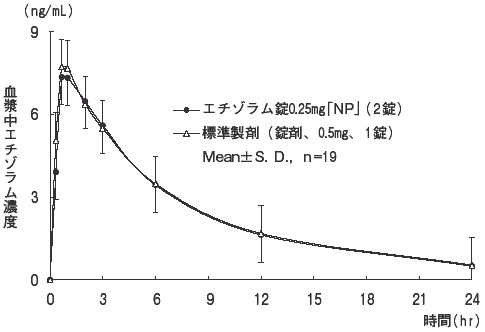 (ng/mL)
9
6
3
0
血漿中エチゾラム濃度
エチゾラム錠0.25mg「NP」(2錠)
標準製剤(錠剤、0.5mg、1錠)
Mean±S. D., n=19
0 3 6 9 12 15 18 21 24
時間(hr)